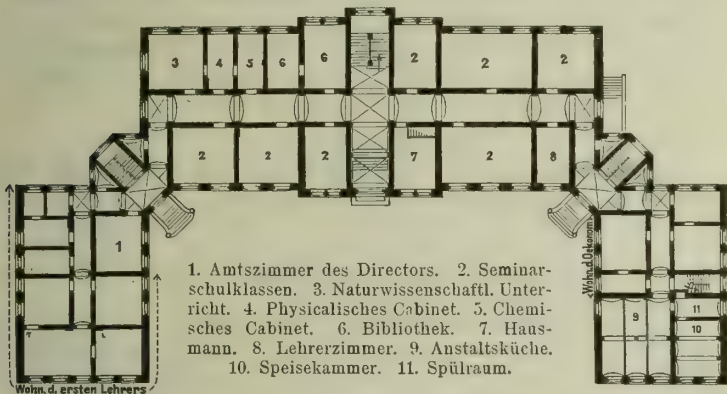 3 4 5 6 6 2 2 2
2 2 2 7 2 8
1
9 11
10
Wohn. d. Oekonom
1. Amtszimmer des Directors. 2. Seminar-
schulklassen. 3. Naturwissenschaftl. Unter-
richt. 4. Physicalisches Cabinet. 5. Chemi-
sches Cabinet. 6. Bibliothek. 7. Haus-
mann. 8. Lehrerzimmer. 9. Anstaltsküche.
10. Speisekammer. 11. Spülraum.
Wohn. d. ersten Lehrers